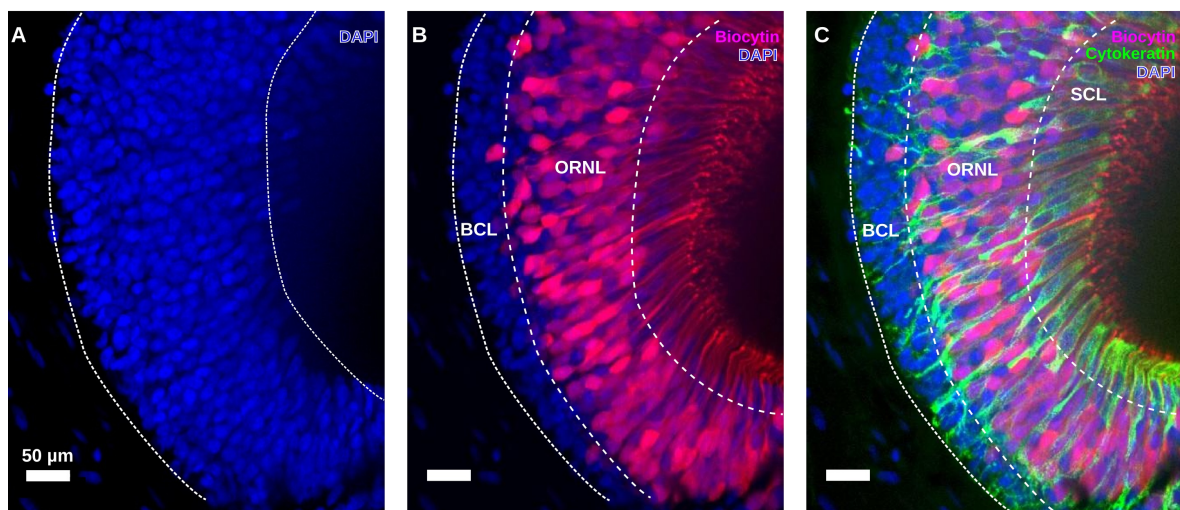 A
DAPI
50 µm
B
Biocytin
DAPI
ORNL
BCL
C
Biocytin
Cytokeratin
DAPI
SCL
ORNL
BCL